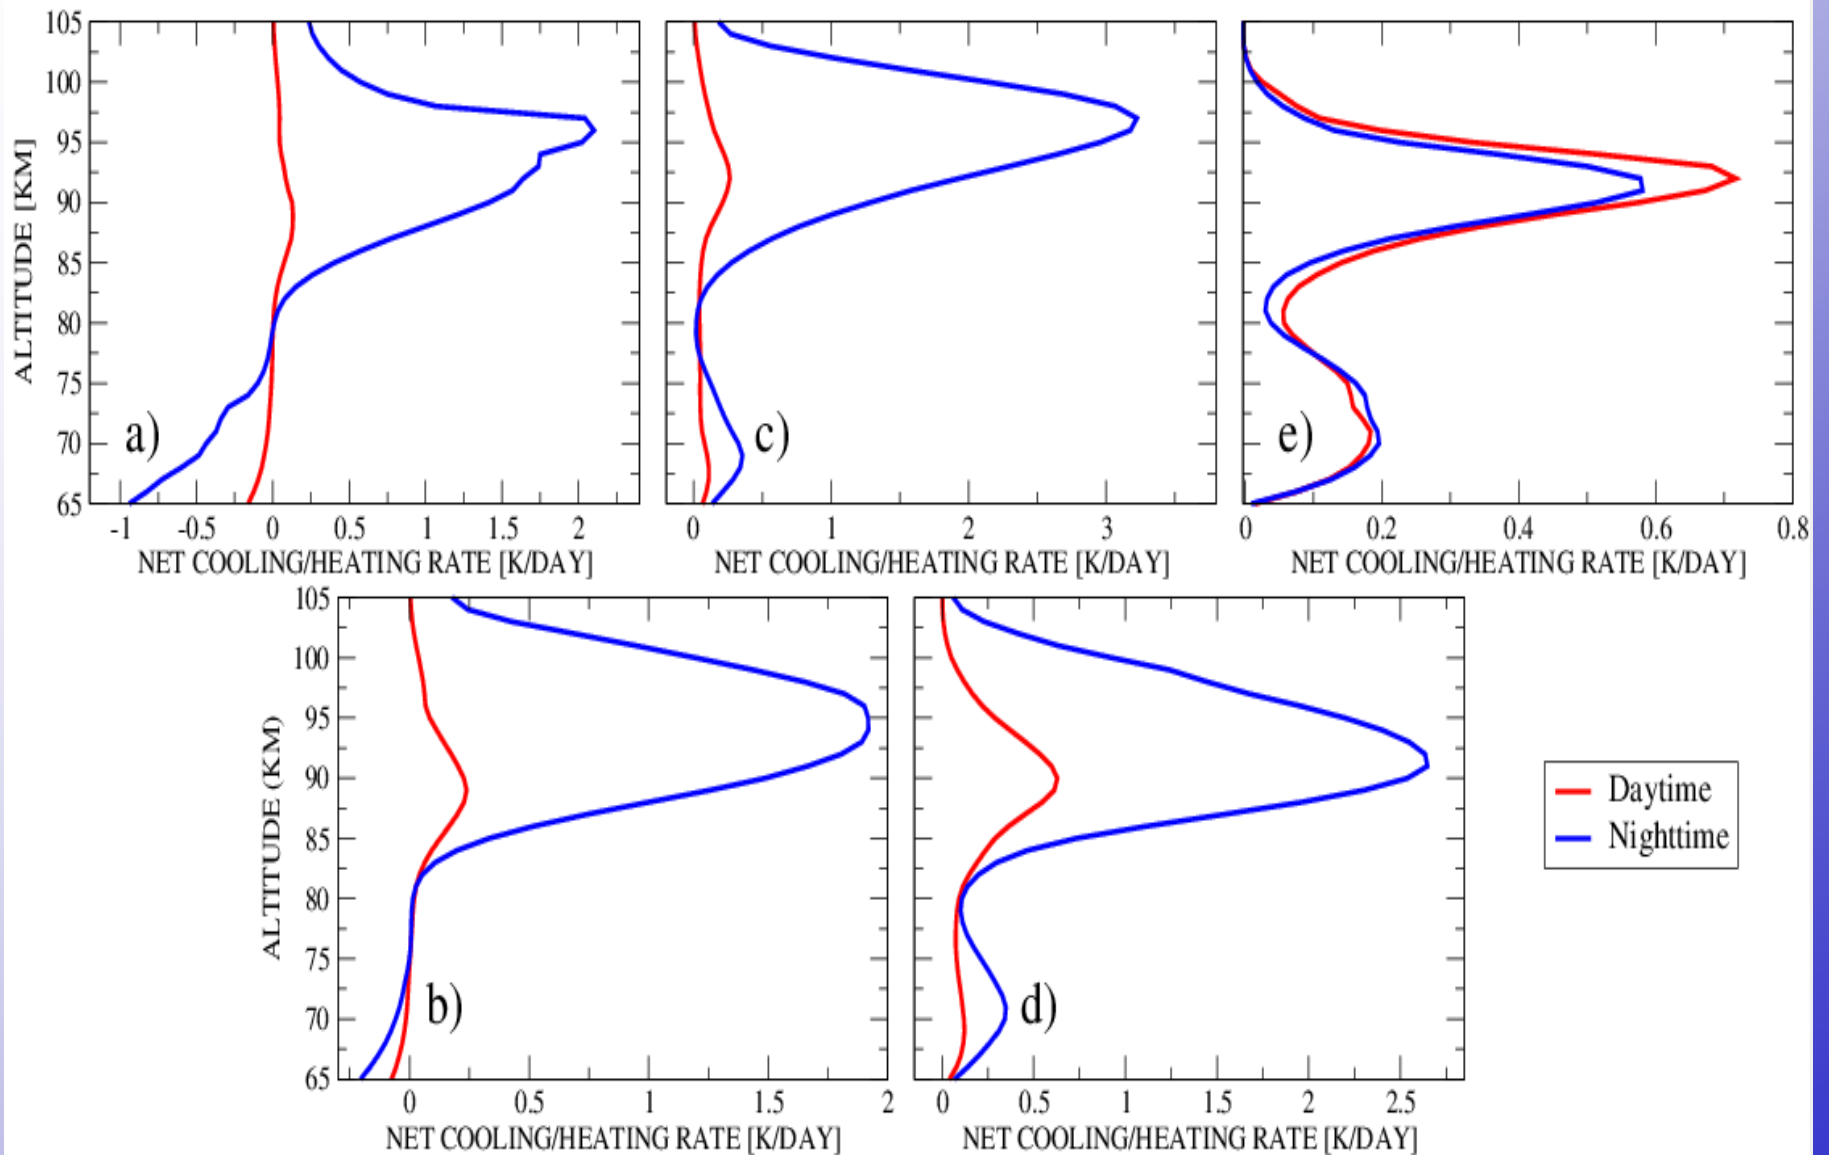 105
100
95
90
85
80
75
70
65
ALTITUDE [KM]
a)
-1 -0.5 0 0.5 1 1.5 2
NET COOLING/HEATING RATE [K/DAY]
c)
0 1 2 3
NET COOLING/HEATING RATE [K/DAY]
e)
0 0.2 0.4 0.6 0.8
NET COOLING/HEATING RATE [K/DAY]
105
100
95
90
85
80
75
70
65
ALTITUDE (KM)
b)
0 0.5 1 1.5 2
NET COOLING/HEATING RATE [K/DAY]
d)
0 0.5 1 1.5 2 2.5
NET COOLING/HEATING RATE [K/DAY]
Daytime
Nighttime